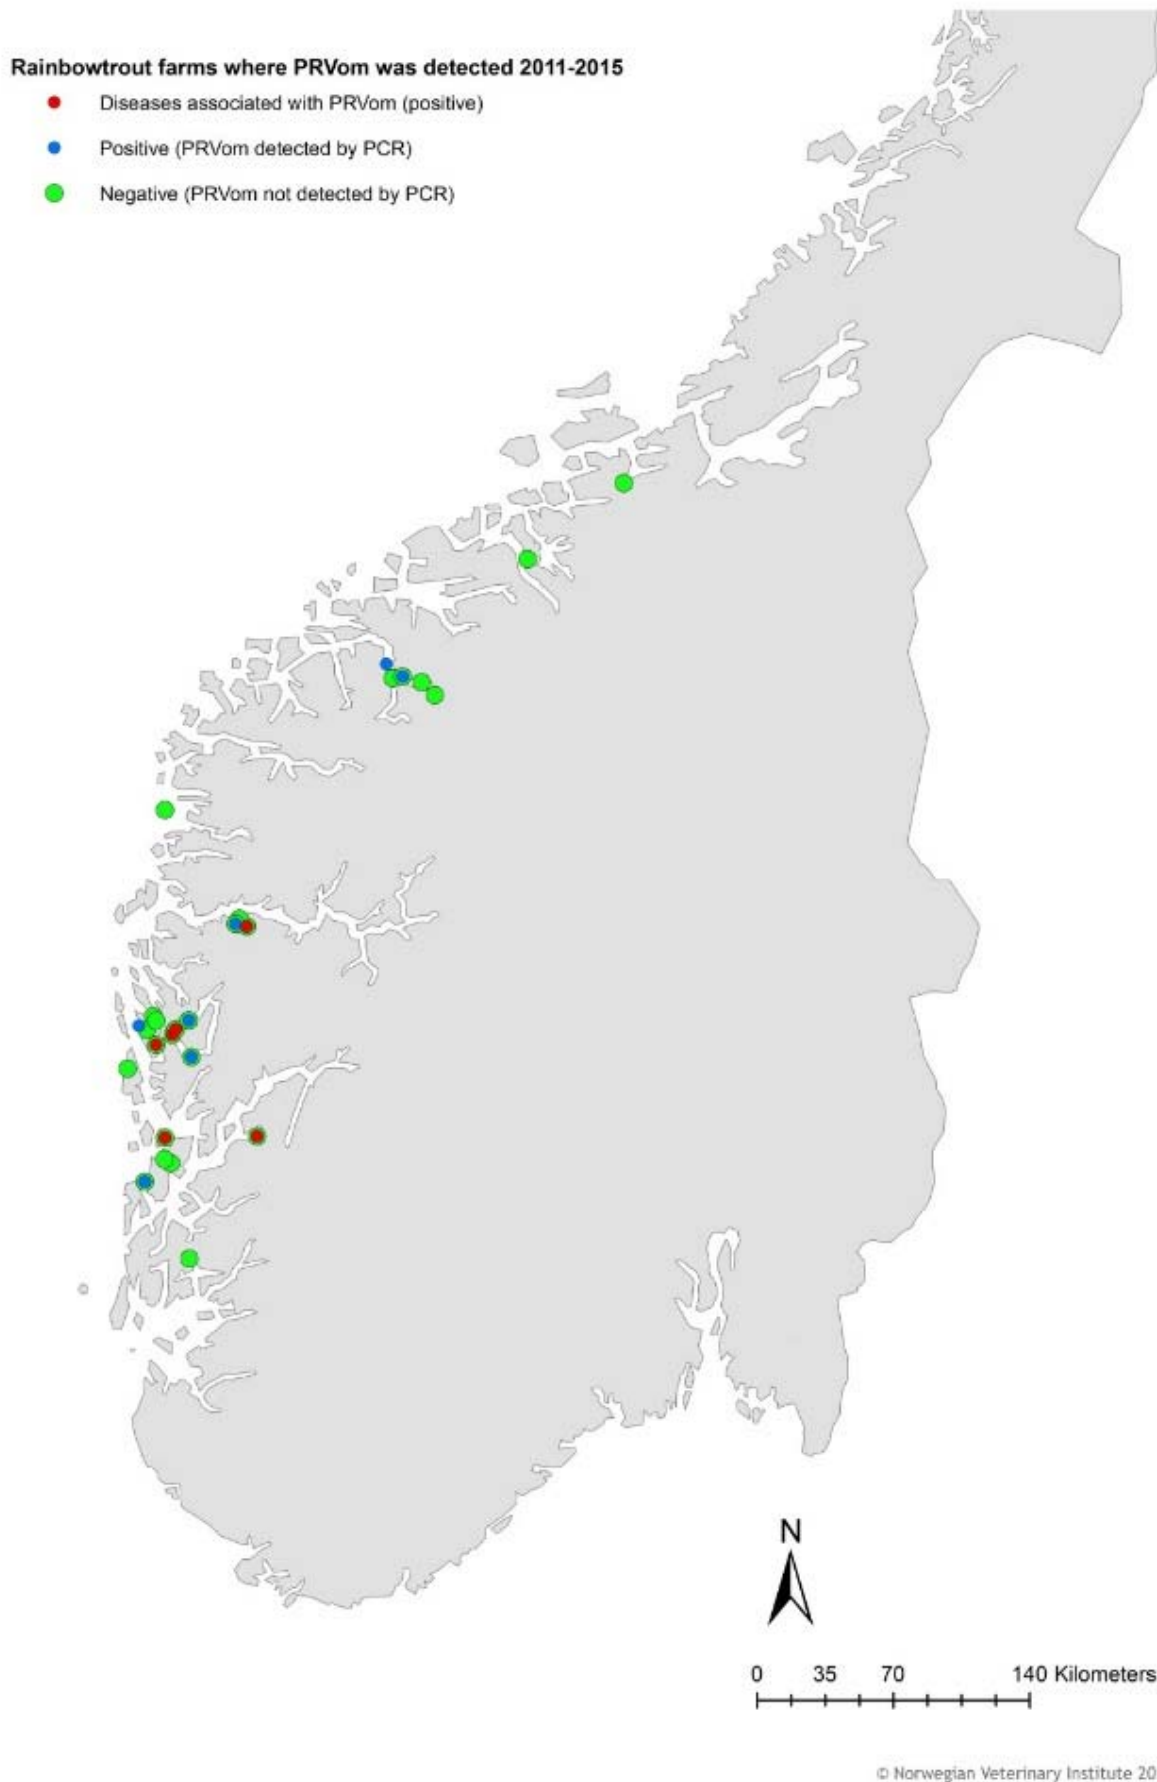 Rainbowtrout farms where PRVom was detected 2011-2015
Diseases associated with PRVom (positive)
Positive (PRVom detected by PCR)
Negative (PRVom not detected by PCR)
N
0 35 70 140 Kilometers
© Norwegian Veterinary Institute 20